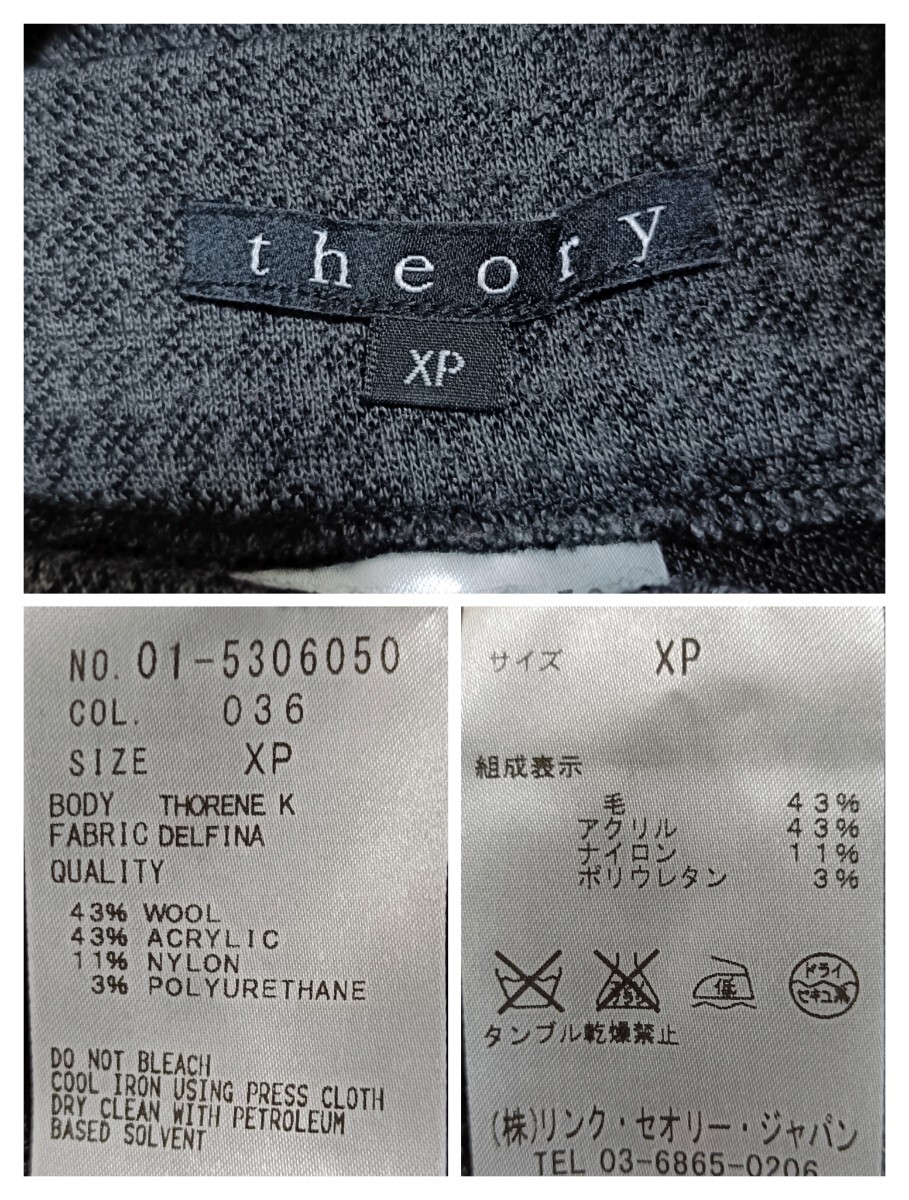 theory
XP
NO. 01-5306050
COL. 036
SIZE XP
BODY THORENE K
FABRIC DELFINA
QUALITY
43% WOOL
43% ACRYLIC
11% NYLON
3% POLYURETHANE
DO NOT BLEACH
COOL IRON USING PRESS CLOTH
DRY CLEAN WITH PETROLEUM
BASED SOLVENT
サイズ XP
組成表示
毛 43%
アクリル 43%
ナイロン 11%
ポリウレタン 3%
低
ドライ
セキユ系
タンブル乾燥禁止
(株)リンク・セオリー・ジャパン
TEL 03-6865-0206